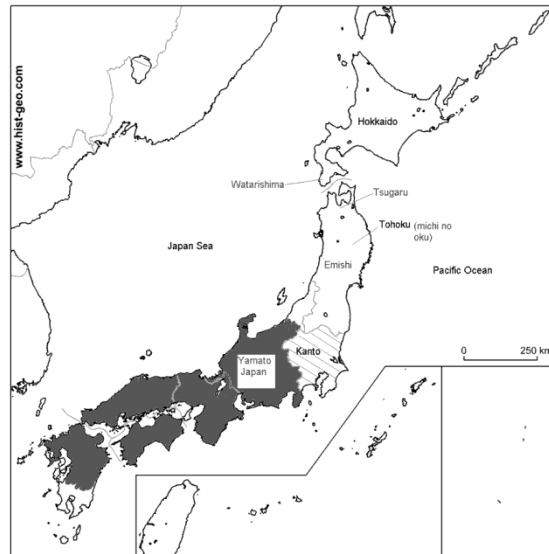 www.hist-geo.com
Hokkaido
Watarishima
Tsugaru
Tohoku (michi no
oku)
Japan Sea
Emishi
Pacific Ocean
Kanto
Yamato
Japan
0 250 km